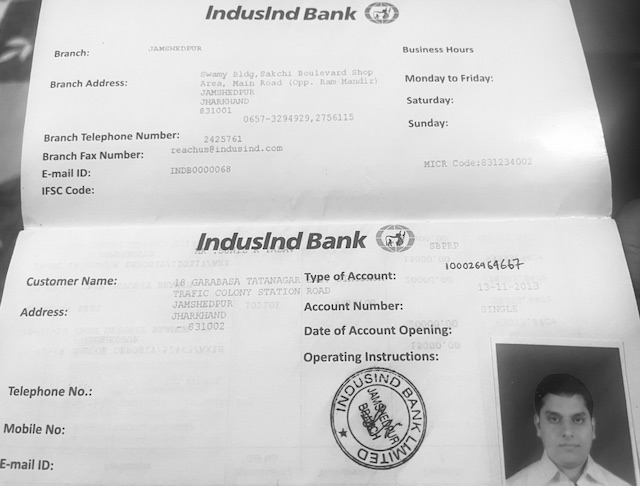 IndusInd Bank
Branch: JAMSHEDPUR
Business Hours
Branch Address: Swamy Bldg,Sakchi Boulevard Shop
Area, Main Road (Opp. Ram Mandir)
JAMSHEDPUR
JHARKHAND
831001
Monday to Friday:
Saturday:
Sunday:
0657-3294929,2756115
Branch Telephone Number: 2425761
Branch Fax Number: reachus@indusind.com
E-mail ID: INDB0000068
IFSC Code:
MICR Code:831234002
IndusInd Bank
SBPRP
Customer Name:
Type of Account:
18 GARABASA TATANAGAR
TRAFIC COLONY STATION ROAD
Address: JAMSHEDPUR
JHARKHAND
- 831002
Account Number: 13-11-2013
SINGLE
Date of Account Opening:
Operating Instructions:
Telephone No.:
Mobile No:
E-mail ID:
INDUSIND BANK LIMITED
JAMSHEDPUR
BRANCH